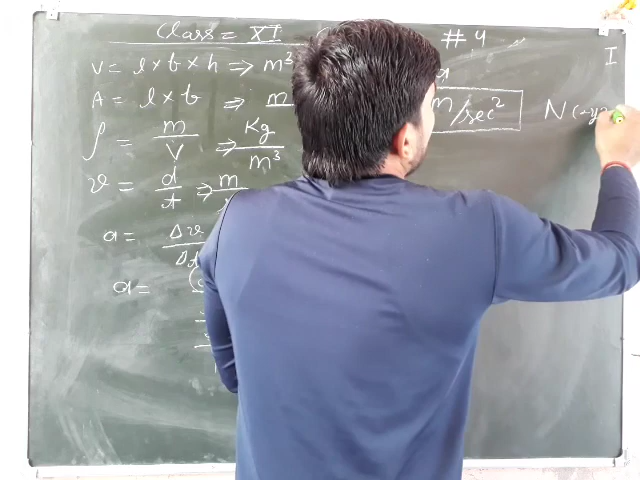 Class = XI # 4
I
V = l × b × h ⇒ m³
A = l × b ⇒ m
m/sec²
N
ρ = m/V ⇒ Kg/m³
v = d/t ⇒ m
a = Δv/Δt
a =